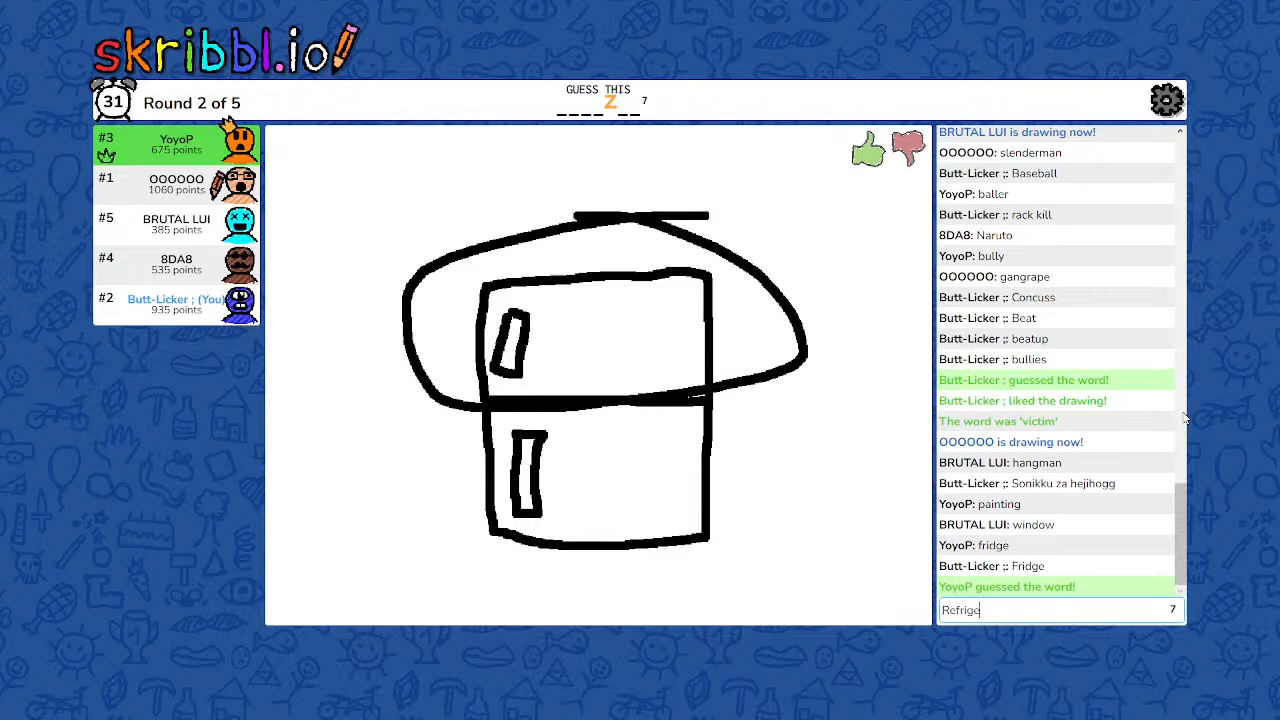 skribbl.io
31
Round 2 of 5
GUESS THIS
____Z__ 7
#3 YoyoP
675 points
#1 OOOOOO
1060 points
#5 BRUTAL LUI
385 points
#4 8DA8
535 points
#2 Butt-Licker ; (You)
935 points
BRUTAL LUI is drawing now!
OOOOOO: slenderman
Butt-Licker ;: Baseball
YoyoP: baller
Butt-Licker ;: rack kill
8DA8: Naruto
YoyoP: bully
OOOOOO: gangrape
Butt-Licker ;: Concuss
Butt-Licker ;: Beat
Butt-Licker ;: beatup
Butt-Licker ;: bullies
Butt-Licker ; guessed the word!
Butt-Licker ; liked the drawing!
The word was 'victim'
OOOOOO is drawing now!
BRUTAL LUI: hangman
Butt-Licker ;: Sonikku za hejihogg
YoyoP: painting
BRUTAL LUI: window
YoyoP: fridge
Butt-Licker ;: Fridge
YoyoP guessed the word!
Refrige 7